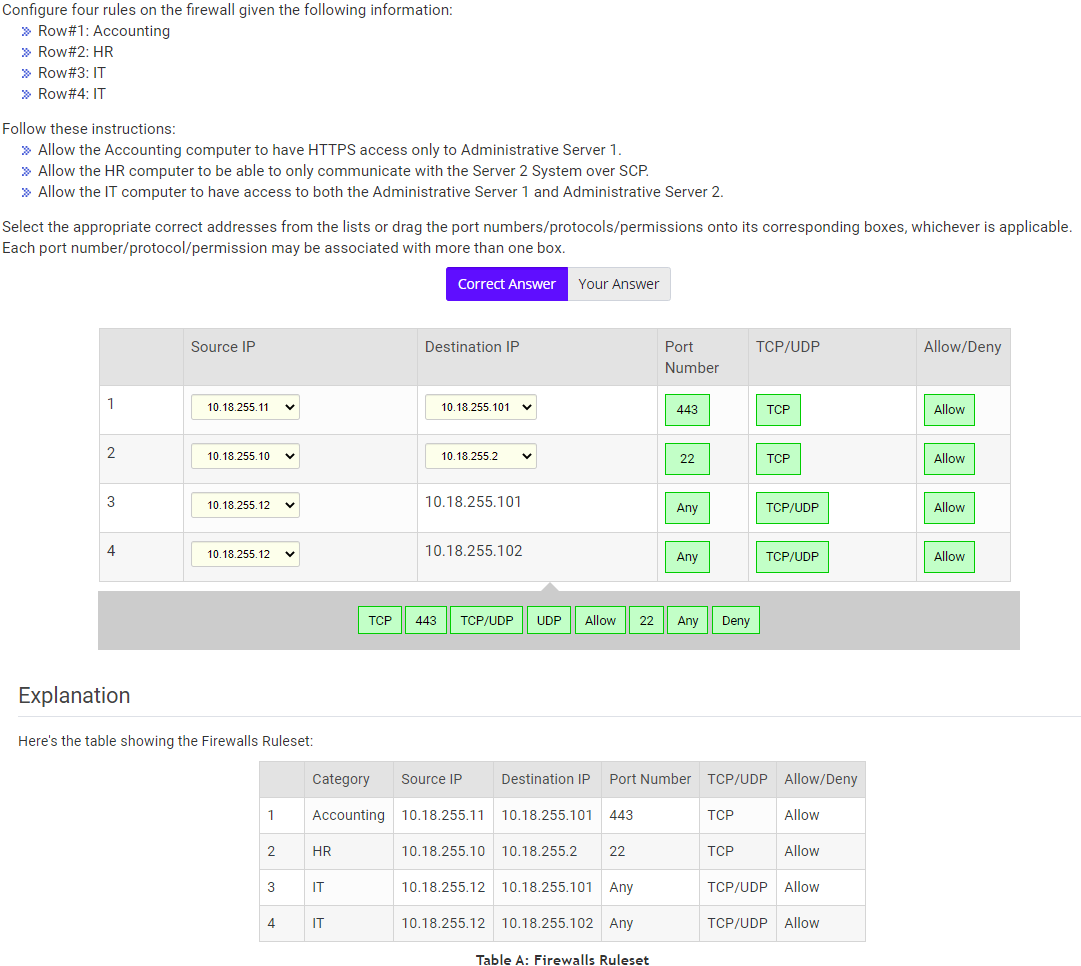 Configure four rules on the firewall given the following information:
Row#1: Accounting
Row#2: HR
Row#3: IT
Row#4: IT
Follow these instructions:
Allow the Accounting computer to have HTTPS access only to Administrative Server 1.
Allow the HR computer to be able to only communicate with the Server 2 System over SCP.
Allow the IT computer to have access to both the Administrative Server 1 and Administrative Server 2.
Select the appropriate correct addresses from the lists or drag the port numbers/protocols/permissions onto its corresponding boxes, whichever is applicable.
Each port number/protocol/permission may be associated with more than one box.
Correct Answer Your Answer
Source IP Destination IP Port Number TCP/UDP Allow/Deny
1 10.18.255.11 10.18.255.101 443 TCP Allow
2 10.18.255.10 10.18.255.2 22 TCP Allow
3 10.18.255.12 10.18.255.101 Any TCP/UDP Allow
4 10.18.255.12 10.18.255.102 Any TCP/UDP Allow
TCP 443 TCP/UDP UDP Allow 22 Any Deny
Explanation
Here's the table showing the Firewalls Ruleset:
Category Source IP Destination IP Port Number TCP/UDP Allow/Deny
1 Accounting 10.18.255.11 10.18.255.101 443 TCP Allow
2 HR 10.18.255.10 10.18.255.2 22 TCP Allow
3 IT 10.18.255.12 10.18.255.101 Any TCP/UDP Allow
4 IT 10.18.255.12 10.18.255.102 Any TCP/UDP Allow
Table A: Firewalls Ruleset